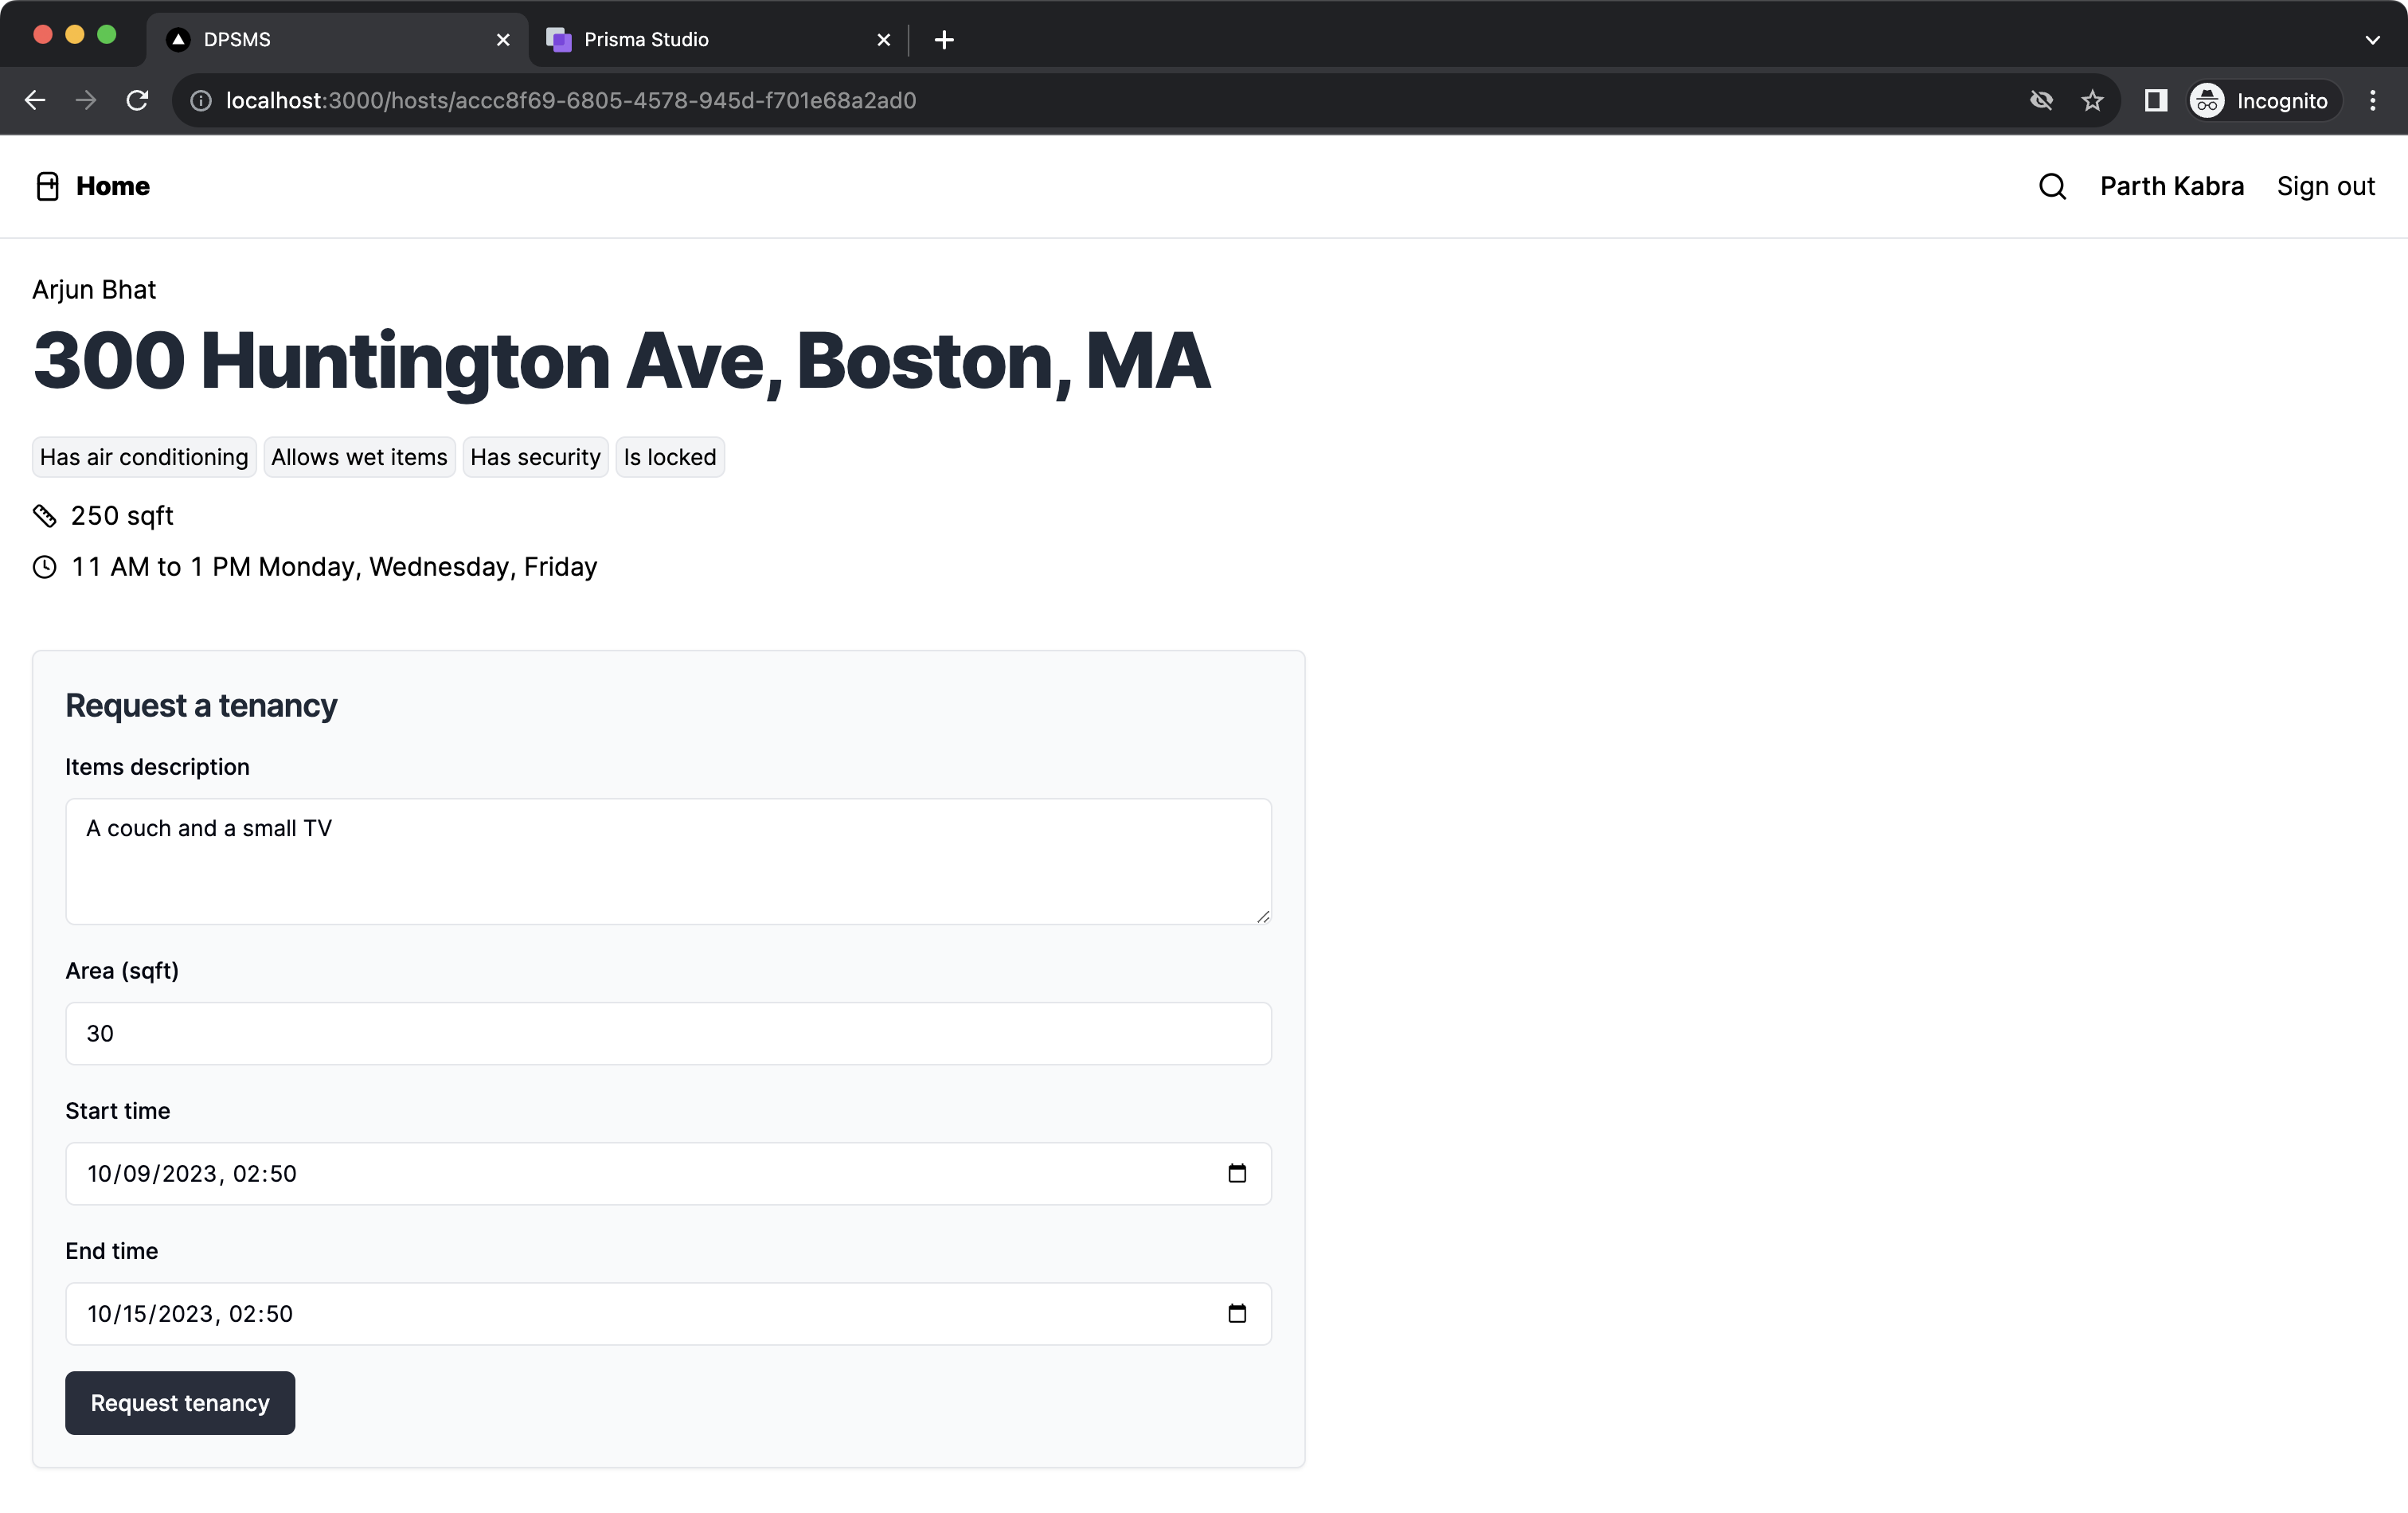 DPSMS
Prisma Studio
localhost:3000/hosts/accc8f69-6805-4578-945d-f701e68a2ad0
Incognito
Home
Parth Kabra
Sign out
Arjun Bhat
300 Huntington Ave, Boston, MA
Has air conditioning
Allows wet items
Has security
Is locked
250 sqft
11 AM to 1 PM Monday, Wednesday, Friday
Request a tenancy
Items description
A couch and a small TV
Area (sqft)
30
Start time
10/09/2023, 02:50
End time
10/15/2023, 02:50
Request tenancy